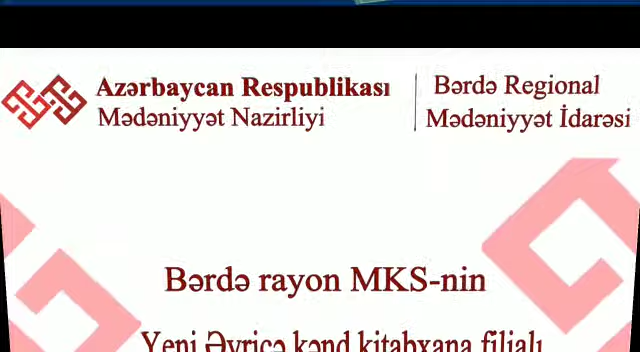 Azərbaycan Respublikası
Mədəniyyət Nazirliyi
Bərdə Regional
Mədəniyyət İdarəsi
Bərdə rayon MKS-nin
Yeni Əyricə kənd kitabxana filialı